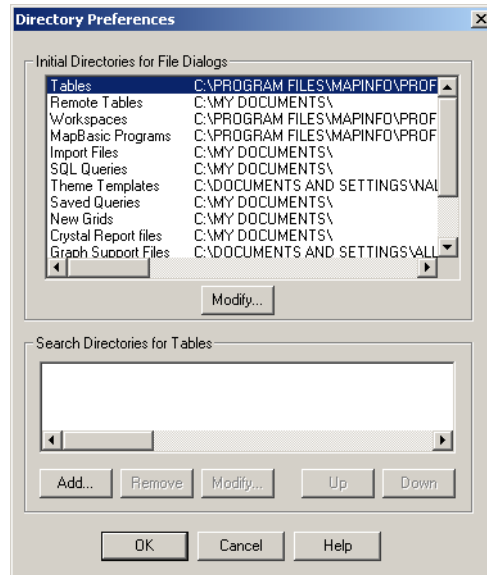 Directory Preferences
Initial Directories for File Dialogs
Tables C:\PROGRAM FILES\MAPINFO\PROF
Remote Tables C:\MY DOCUMENTS\
Workspaces C:\PROGRAM FILES\MAPINFO\PROF
MapBasic Programs C:\PROGRAM FILES\MAPINFO\PROF
Import Files C:\MY DOCUMENTS\
SQL Queries C:\MY DOCUMENTS\
Theme Templates C:\DOCUMENTS AND SETTINGS\NAL
Saved Queries C:\MY DOCUMENTS\
New Grids C:\MY DOCUMENTS\
Crystal Report files C:\MY DOCUMENTS\
Graph Support Files C:\DOCUMENTS AND SETTINGS\ALL
Modify...
Search Directories for Tables
Add... Remove Modify... Up Down
OK Cancel Help